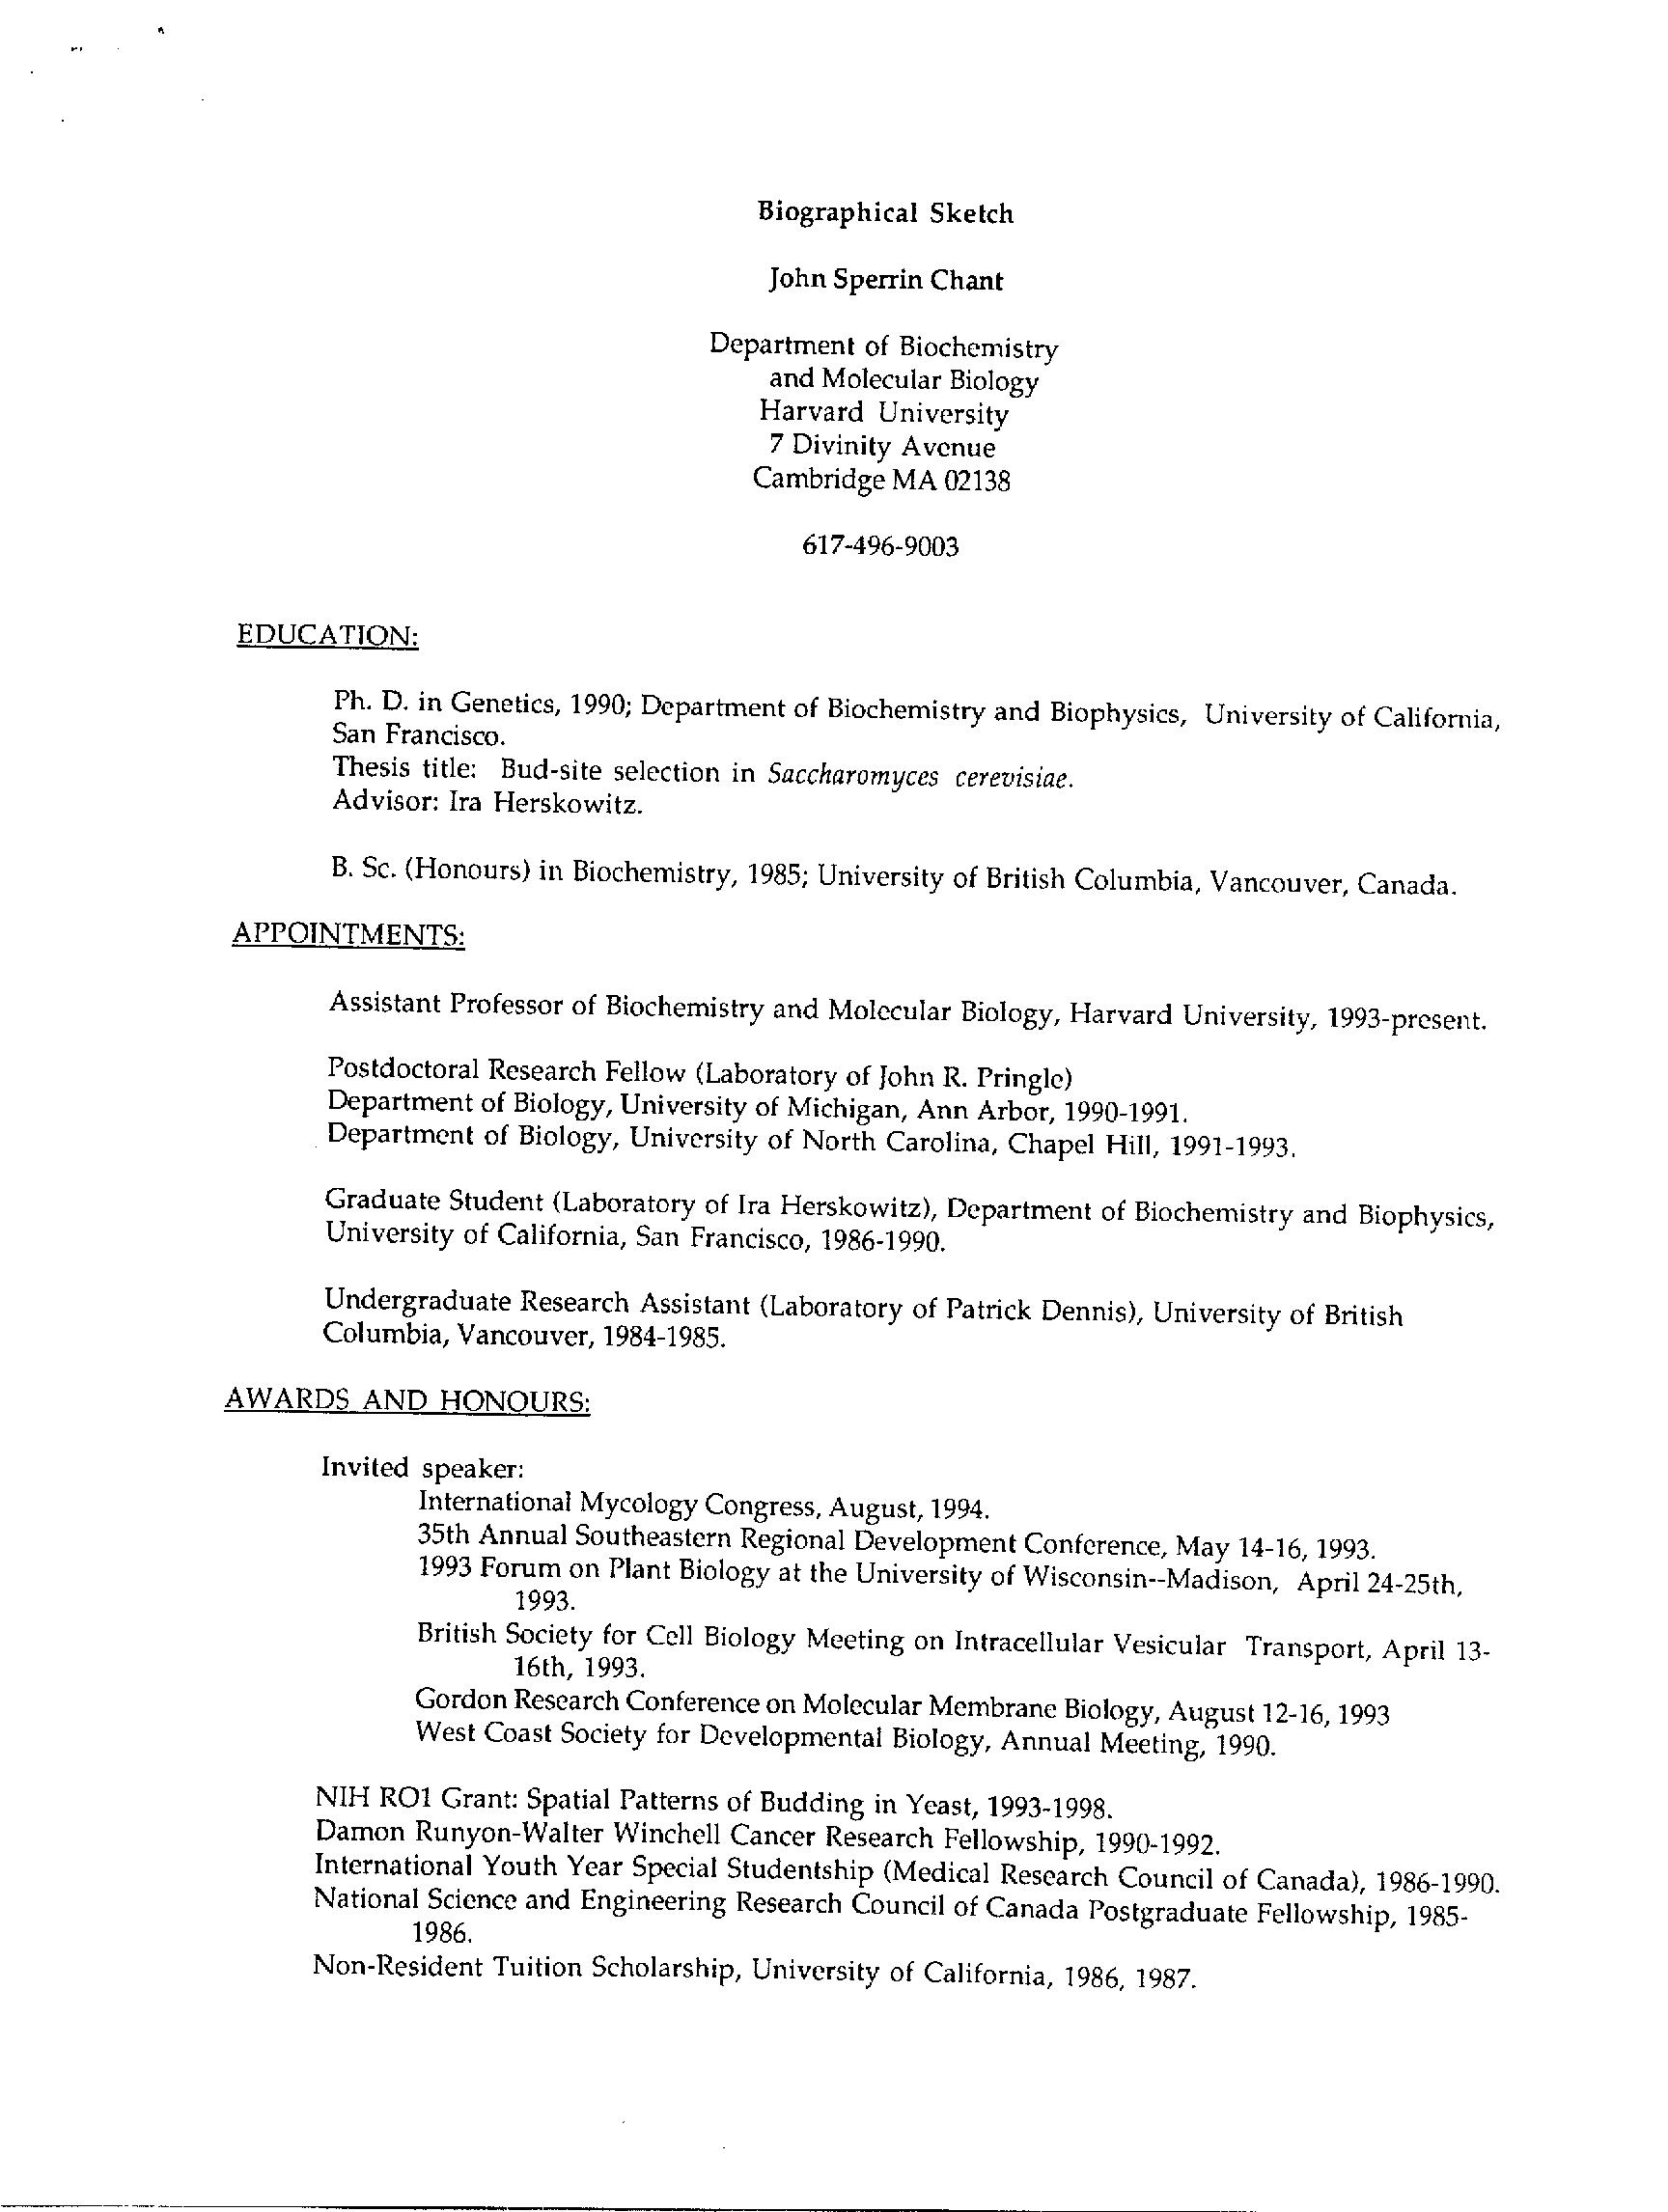 Biographical Sketch
John Sperrin Chant
Department of Biochemistry
and Molecular Biology
Harvard University
7 Divinity Avenue
Cambridge MA 02138
617-496-9003
EDUCATION:
Ph. D. in Genetics, 1990; Department of Biochemistry and Biophysics, University of California,
San Francisco.
Thesis title: Bud-site selection in Saccharomyces cerevisiae.
Advisor: Ira Herskowitz.
B. Sc. (Honours) in Biochemistry, 1985; University of British Columbia, Vancouver, Canada.
APPOINTMENTS:
Assistant Professor of Biochemistry and Molecular Biology, Harvard University, 1993-present.
Postdoctoral Research Fellow (Laboratory of John R. Pringle)
Department of Biology, University of Michigan, Ann Arbor, 1990-1991.
Department of Biology, University of North Carolina, Chapel Hill, 1991-1993.
Graduate Student (Laboratory of Ira Herskowitz), Department of Biochemistry and Biophysics,
University of California, San Francisco, 1986-1990.
Undergraduate Research Assistant (Laboratory of Patrick Dennis), University of British
Columbia, Vancouver, 1984-1985.
AWARDS AND HONOURS:
Invited speaker:
International Mycology Congress, August, 1994.
35th Annual Southeastern Regional Development Conference, May 14-16, 1993.
1993 Forum on Plant Biology at the University of Wisconsin--Madison, April 24-25th,
1993.
British Society for Cell Biology Meeting on Intracellular Vesicular Transport, April 13-
16th, 1993.
Gordon Research Conference on Molecular Membrane Biology, August 12-16, 1993
West Coast Society for Developmental Biology, Annual Meeting, 1990.
NIH RO1 Grant: Spatial Patterns of Budding in Yeast, 1993-1998.
Damon Runyon-Walter Winchell Cancer Research Fellowship, 1990-1992.
International Youth Year Special Studentship (Medical Research Council of Canada), 1986-1990.
National Science and Engineering Research Council of Canada Postgraduate Fellowship, 1985-
1986.
Non-Resident Tuition Scholarship, University of California, 1986, 1987.